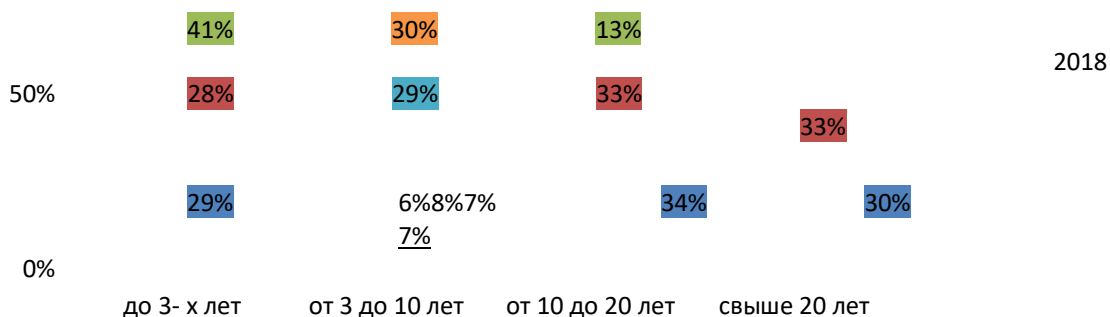 41% 30% 13%
2018
50% 28% 29% 33%
33%
29% 6%8%7% 34% 30%
7%
0%
до 3- х лет от 3 до 10 лет от 10 до 20 лет свыше 20 лет